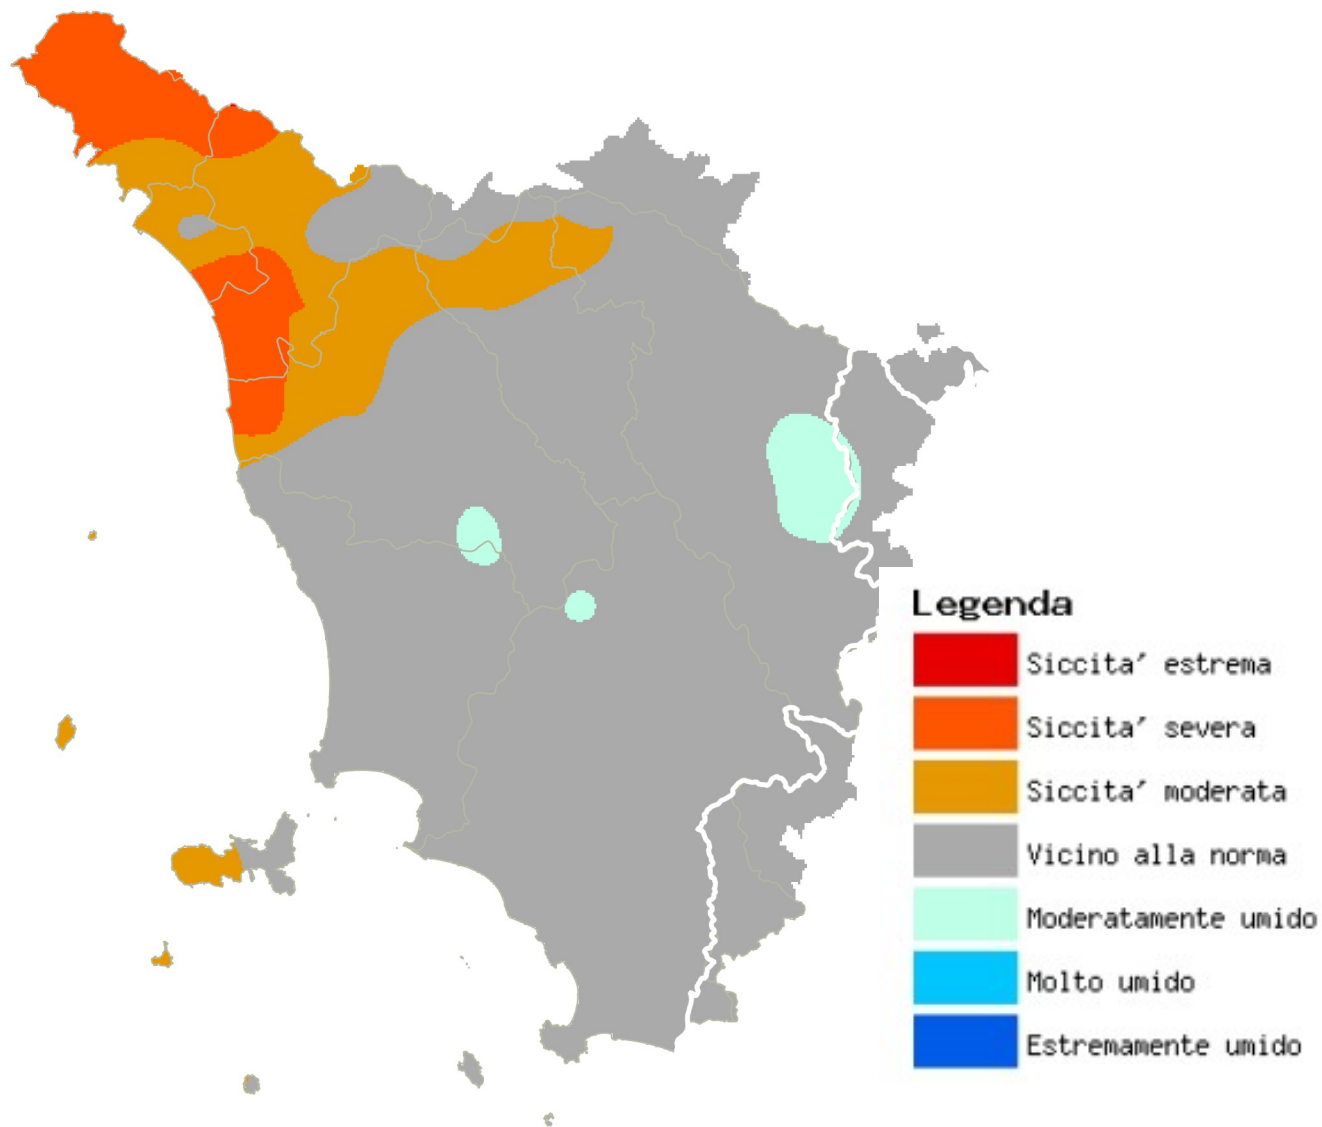 Legenda
Siccita' estrema
Siccita' severa
Siccita' moderata
Vicino alla norma
Moderatamente umido
Molto umido
Estremamente umido